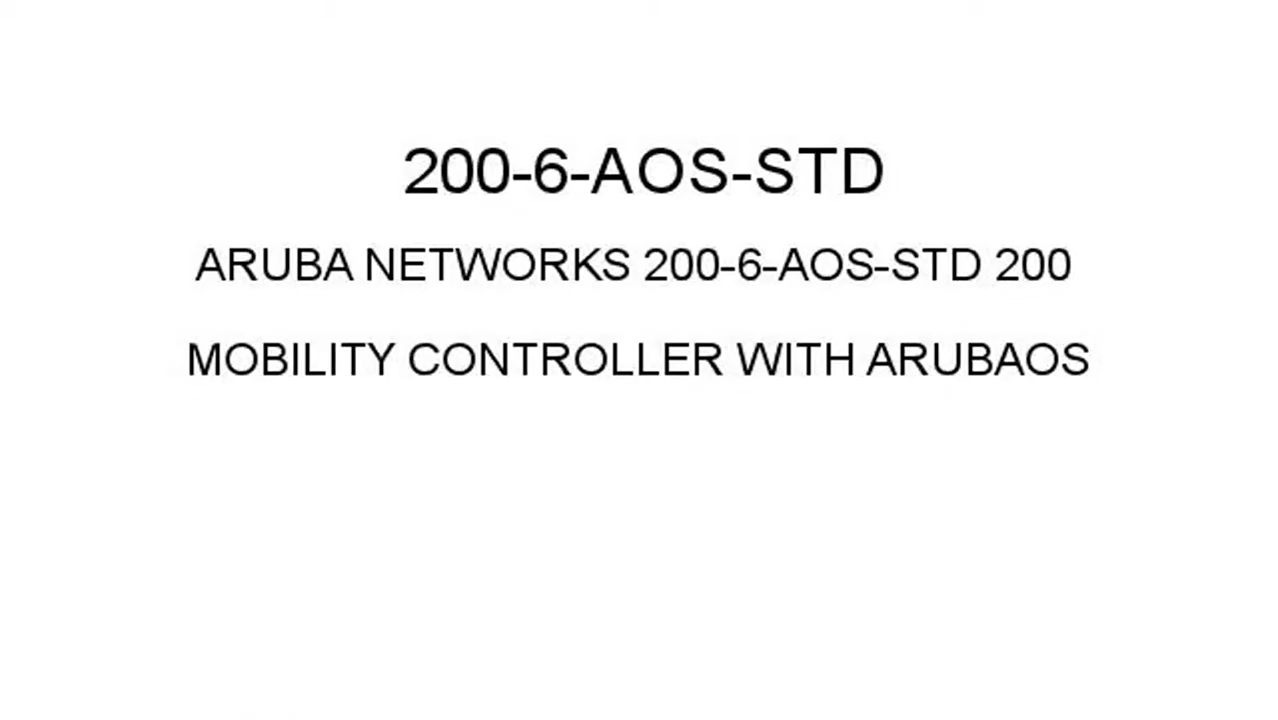 200-6-AOS-STD
ARUBA NETWORKS 200-6-AOS-STD 200
MOBILITY CONTROLLER WITH ARUBAOS